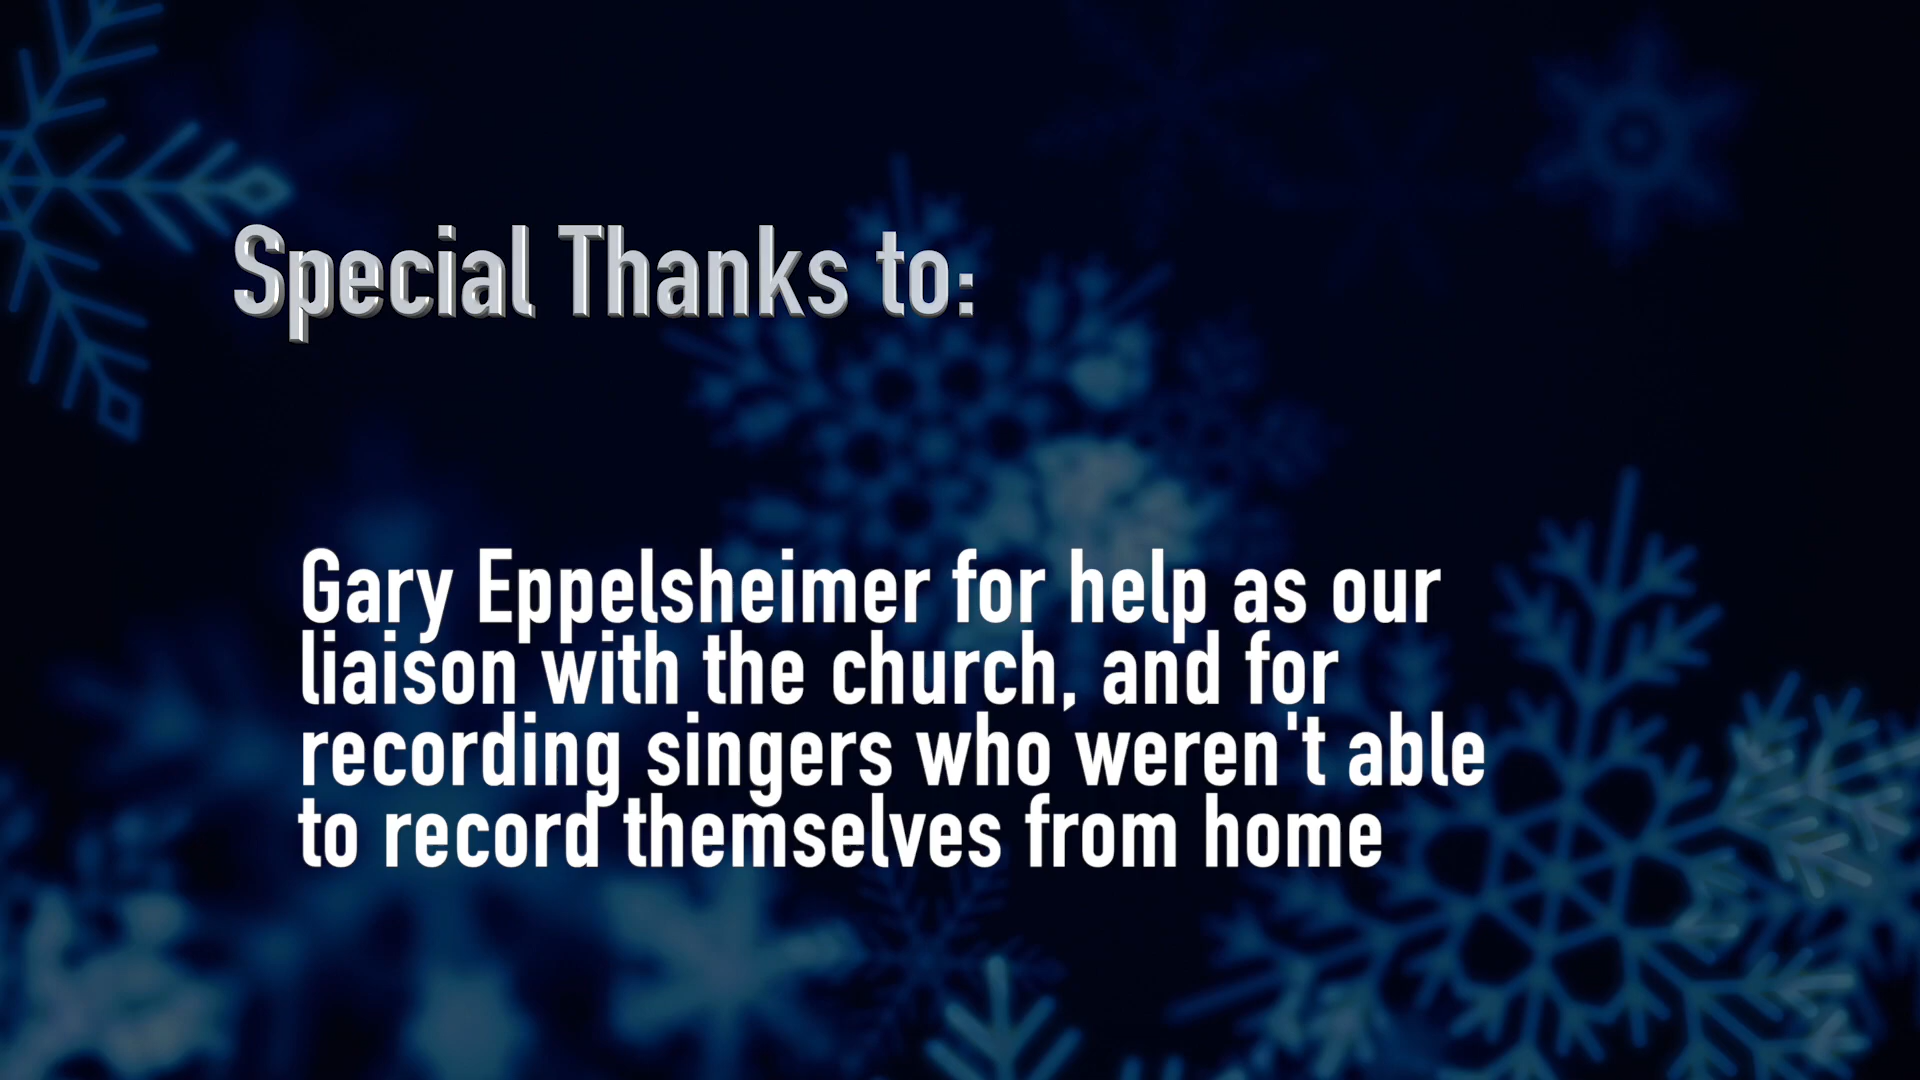 Special Thanks to:
Gary Eppelsheimer for help as our
liaison with the church, and for
recording singers who weren't able
to record themselves from home